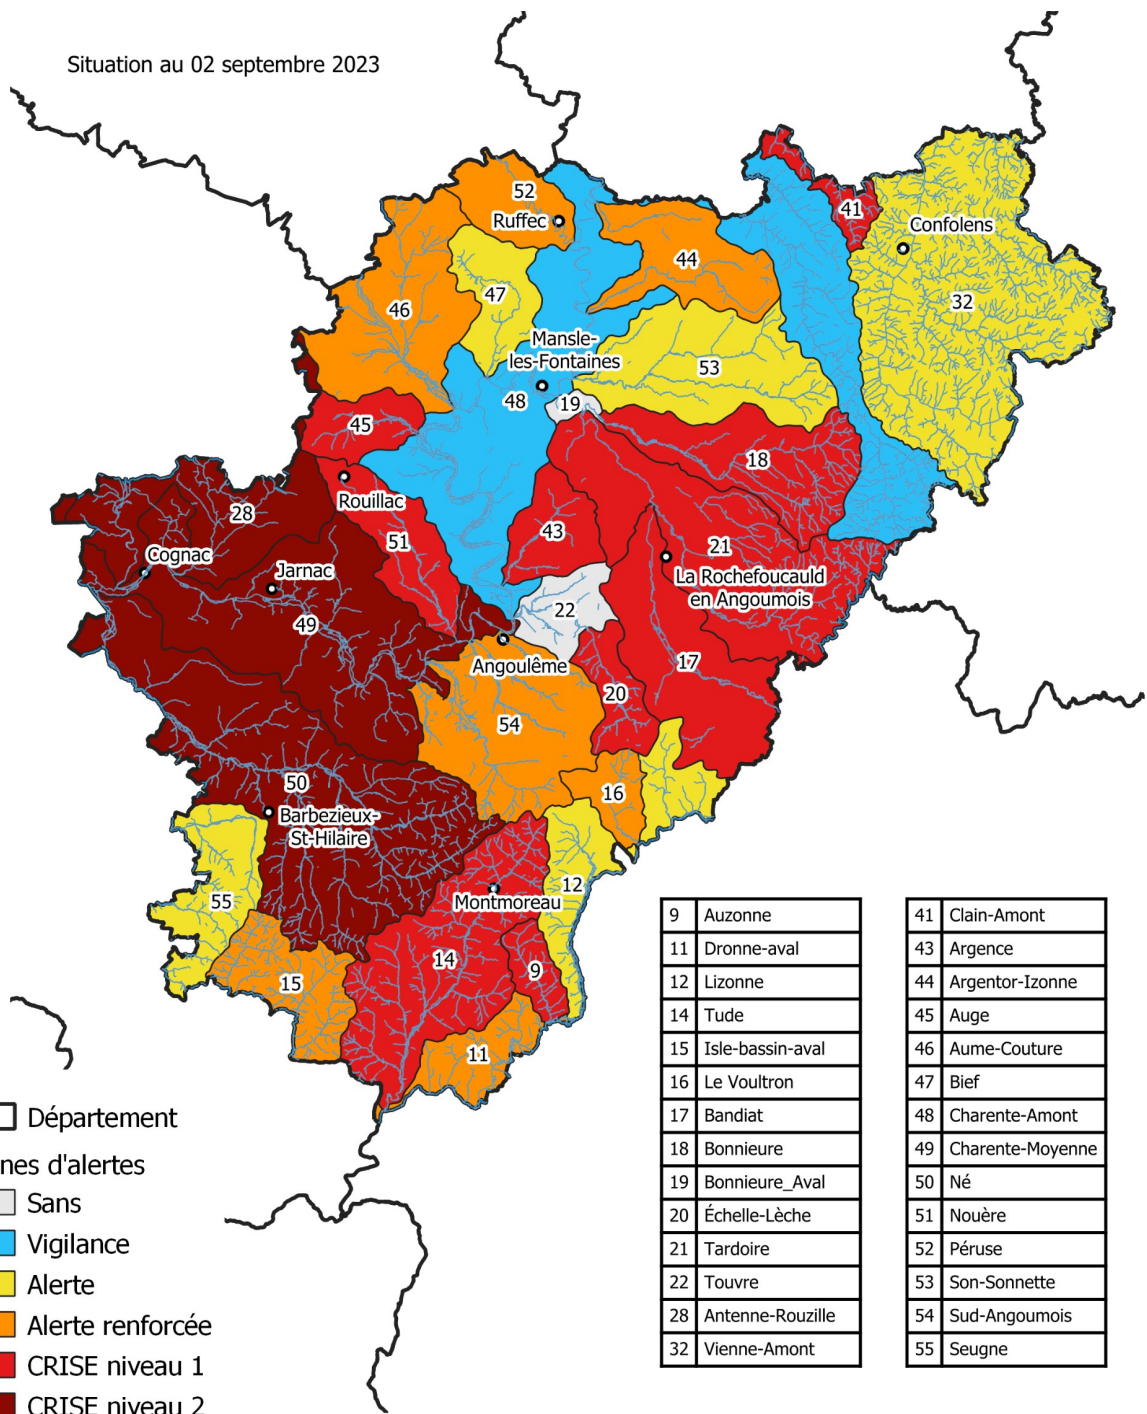 Situation au 02 septembre 2023
52
Ruffec
41
Confolens
44
47
32
46
Mansle-
les-Fontaines
53
48
19
45
18
Rouillac
28
43
51
21
Cognac
Jarnac
La Rochefoucauld
en Angoumois
22
49
Angoulême
17
20
54
50
16
Barbezieux-
St-Hilaire
12
55
Montmoreau
14
9
15
11
9 Auzonne
11 Dronne-aval
12 Lizonne
14 Tude
15 Isle-bassin-aval
16 Le Voultron
17 Bandiat
18 Bonnieure
19 Bonnieure_Aval
20 Échelle-Lèche
21 Tardoire
22 Touvre
28 Antenne-Rouzille
32 Vienne-Amont
41 Clain-Amont
43 Argence
44 Argentor-Izonne
45 Auge
46 Aume-Couture
47 Bief
48 Charente-Amont
49 Charente-Moyenne
50 Né
51 Nouère
52 Péruse
53 Son-Sonnette
54 Sud-Angoumois
55 Seugne
Département
nes d'alertes
Sans
Vigilance
Alerte
Alerte renforcée
CRISE niveau 1
CRISE niveau 2